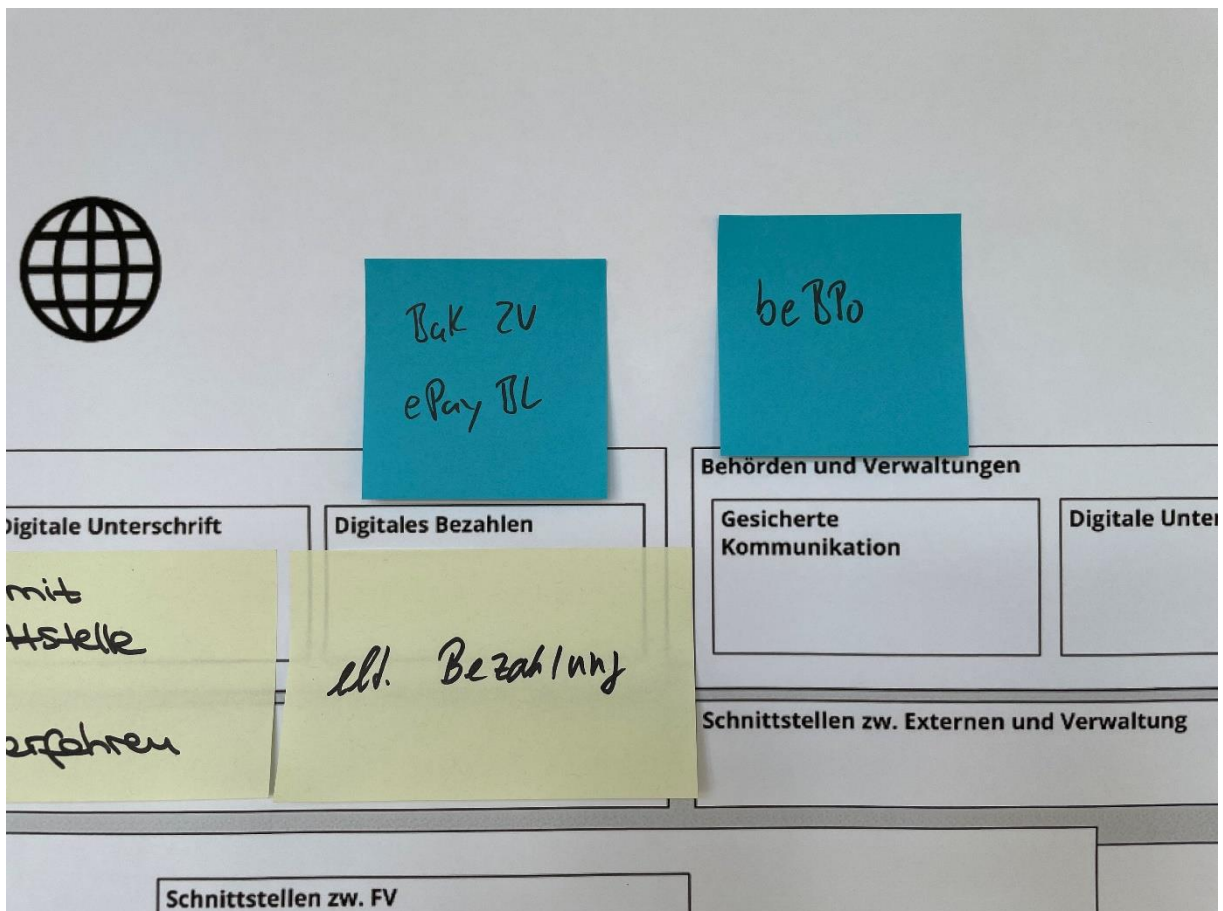 BaK ZV
ePay BL
beBPo
Digitale Unterschrift
Digitales Bezahlen
Behörden und Verwaltungen
Gesicherte
Kommunikation
Digitale Unter
mit
ttstelle
erfahren
elt. Bezahlung
Schnittstellen zw. Externen und Verwaltung
Schnittstellen zw. FV